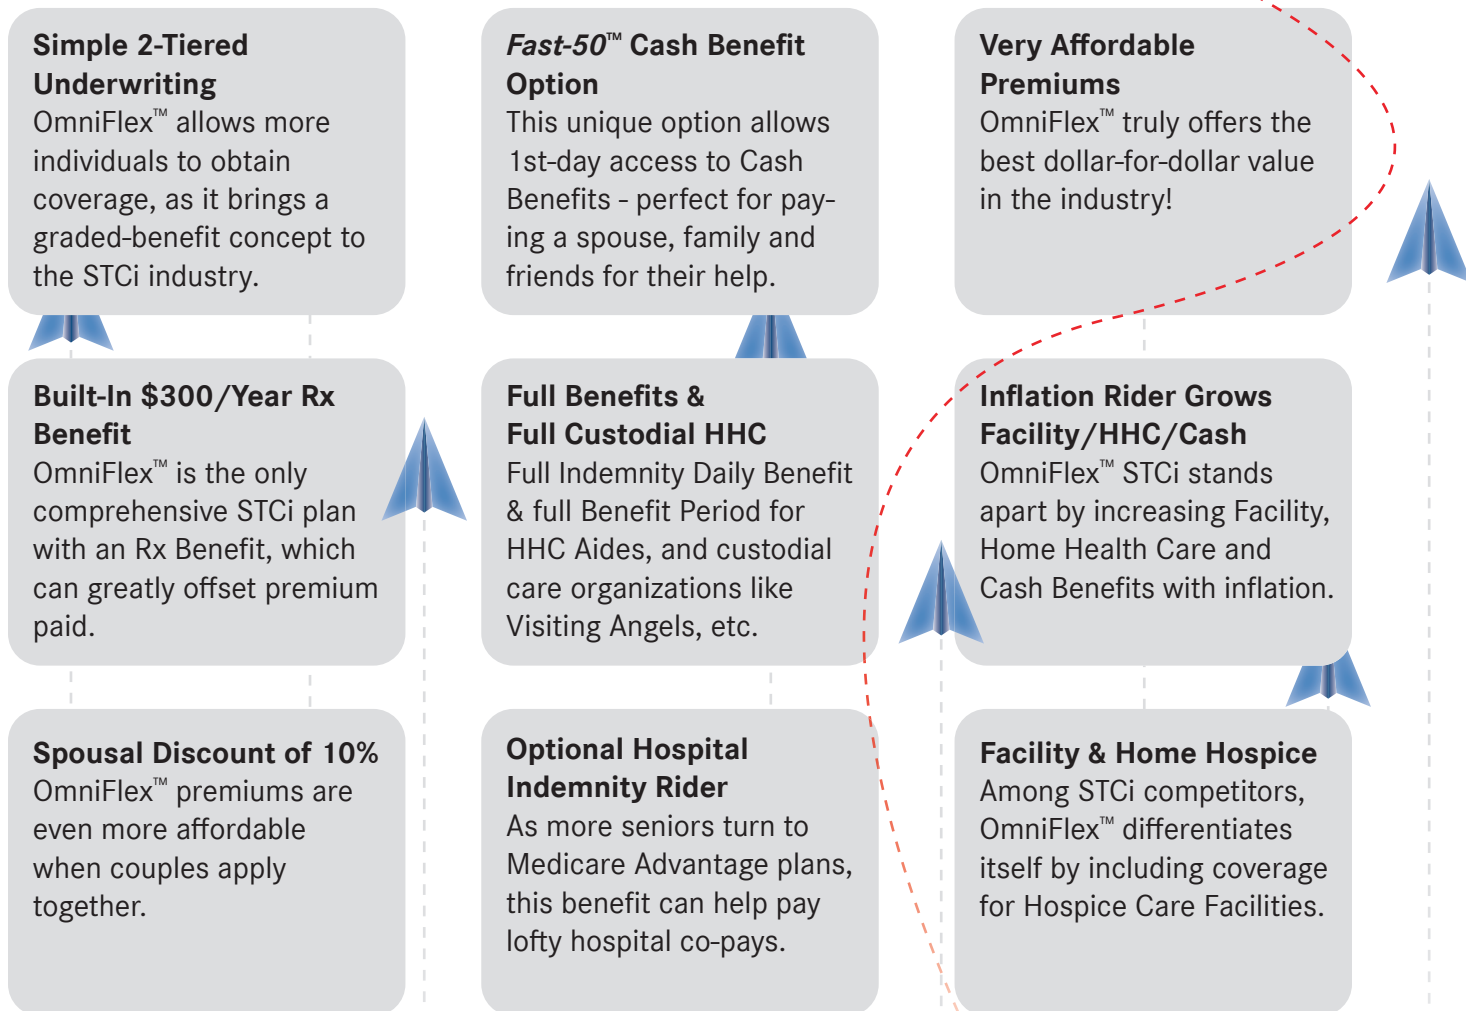 Simple 2-Tiered
Underwriting
OmniFlex™ allows more
individuals to obtain
coverage, as it brings a
graded-benefit concept to
the STCi industry.
Fast-50™ Cash Benefit
Option
This unique option allows
1st-day access to Cash
Benefits - perfect for pay-
ing a spouse, family and
friends for their help.
Very Affordable
Premiums
OmniFlex™ truly offers the
best dollar-for-dollar value
in the industry!
Built-In $300/Year Rx
Benefit
OmniFlex™ is the only
comprehensive STCi plan
with an Rx Benefit, which
can greatly offset premium
paid.
Full Benefits &
Full Custodial HHC
Full Indemnity Daily Benefit
& full Benefit Period for
HHC Aides, and custodial
care organizations like
Visiting Angels, etc.
Inflation Rider Grows
Facility/HHC/Cash
OmniFlex™ STCi stands
apart by increasing Facility,
Home Health Care and
Cash Benefits with inflation.
Spousal Discount of 10%
OmniFlex™ premiums are
even more affordable
when couples apply
together.
Optional Hospital
Indemnity Rider
As more seniors turn to
Medicare Advantage plans,
this benefit can help pay
lofty hospital co-pays.
Facility & Home Hospice
Among STCi competitors,
OmniFlex™ differentiates
itself by including coverage
for Hospice Care Facilities.